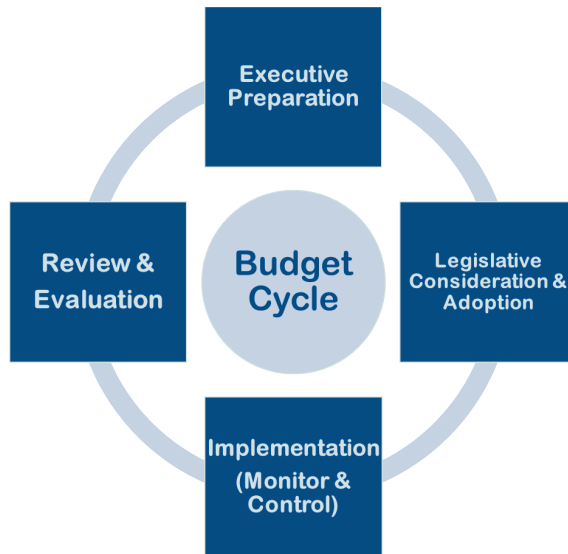 Executive
Preparation
Legislative
Consideration &
Adoption
Implementation
(Monitor &
Control)
Review &
Evaluation
Budget
Cycle